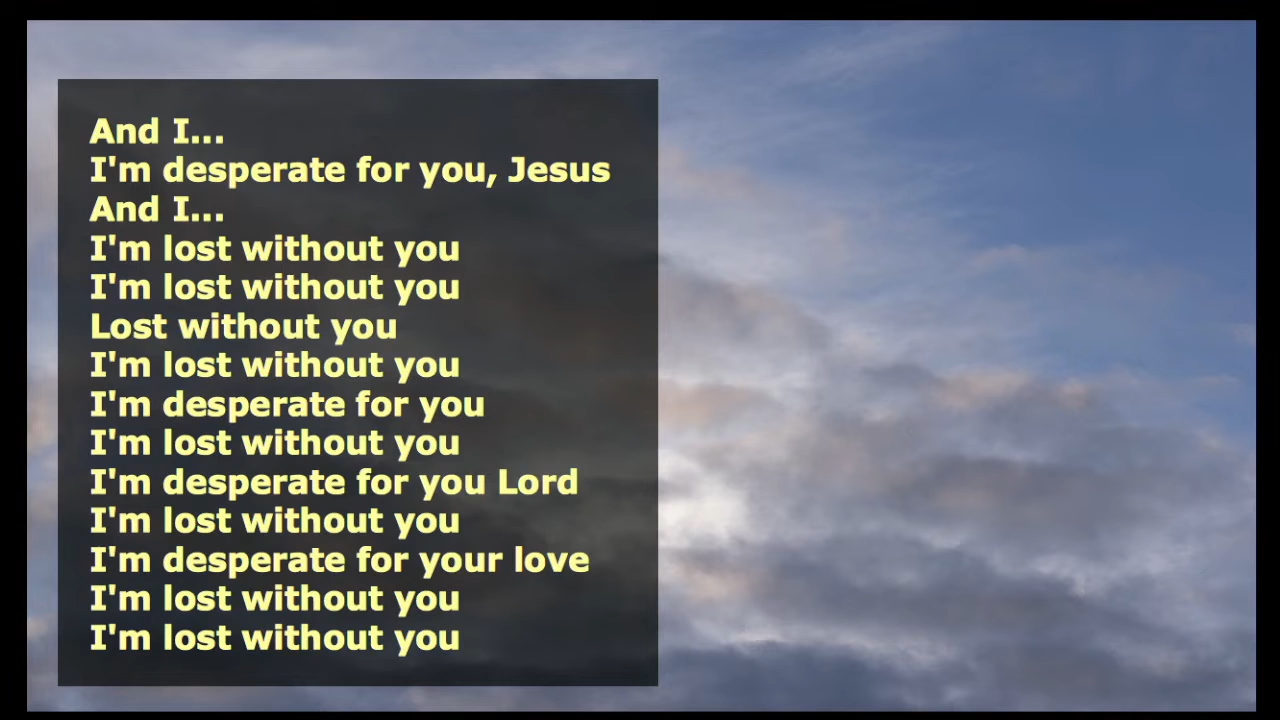 And I...
I'm desperate for you, Jesus
And I...
I'm lost without you
I'm lost without you
Lost without you
I'm lost without you
I'm desperate for you
I'm lost without you
I'm desperate for you Lord
I'm lost without you
I'm desperate for your love
I'm lost without you
I'm lost without you